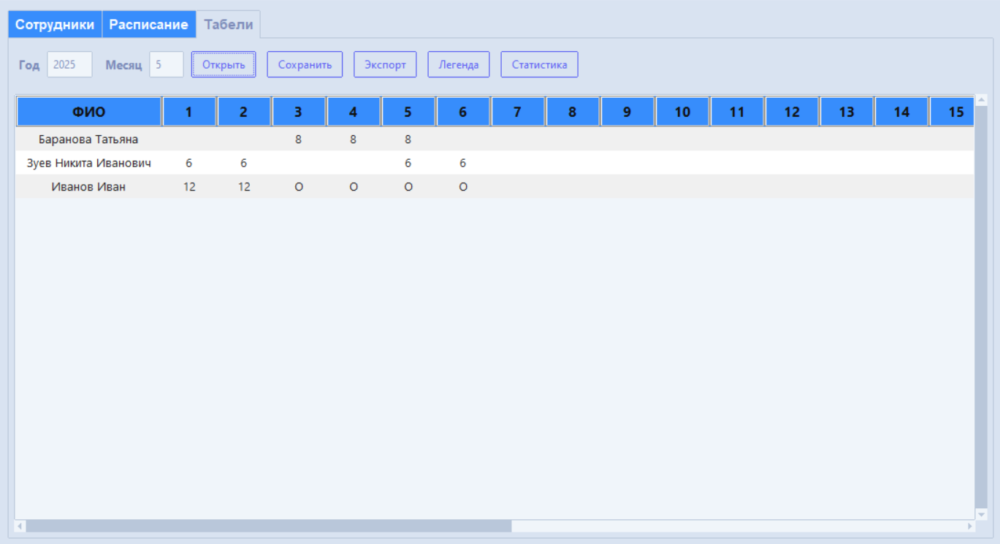 Сотрудники Расписание Табели
Год 2025 Месяц 5 Открыть Сохранить Экспорт Легенда Статистика
ФИО 1 2 3 4 5 6 7 8 9 10 11 12 13 14 15
Баранова Татьяна 8 8 8
Зуев Никита Иванович 6 6 6 6
Иванов Иван 12 12 О О О О